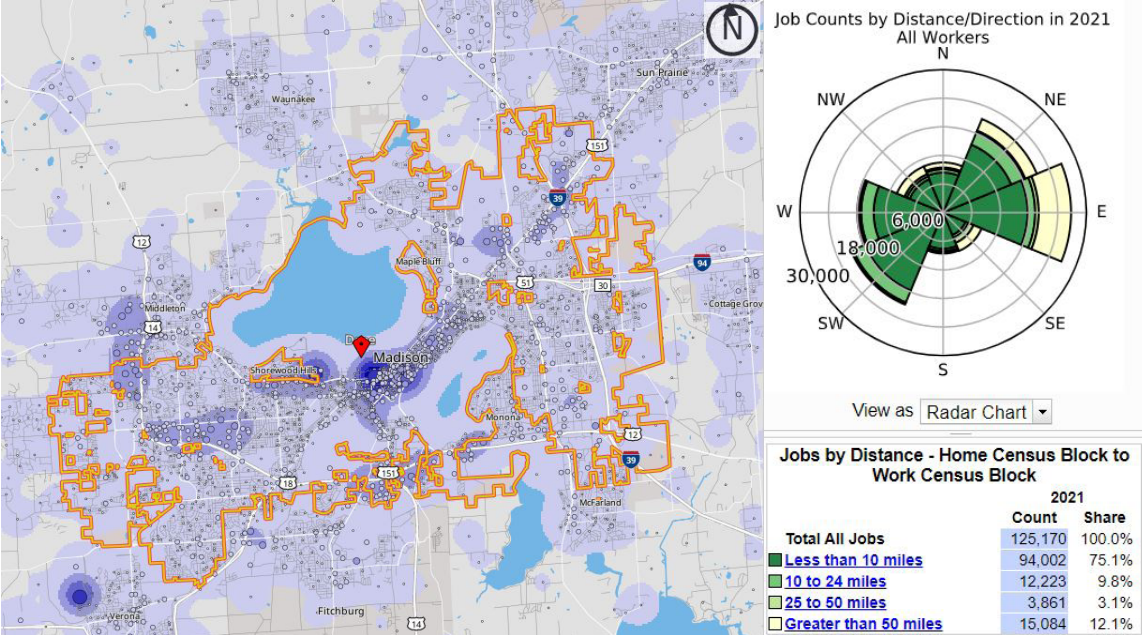 N
Sun Prairie
Waunakee
151
39
12
Maple Bluff
94
51
30
Cottage Grov
Middleton
14
Madison
Shorewood Hills
Monona
12
39
151
18
McFarland
Fitchburg
Verona
14
Job Counts by Distance/Direction in 2021
All Workers
N
NW
NE
W
E
6,000
18,000
30,000
SW
SE
S
View as Radar Chart
Jobs by Distance - Home Census Block to
Work Census Block
2021
Count Share
Total All Jobs 125,170 100.0%
Less than 10 miles 94,002 75.1%
10 to 24 miles 12,223 9.8%
25 to 50 miles 3,861 3.1%
Greater than 50 miles 15,084 12.1%